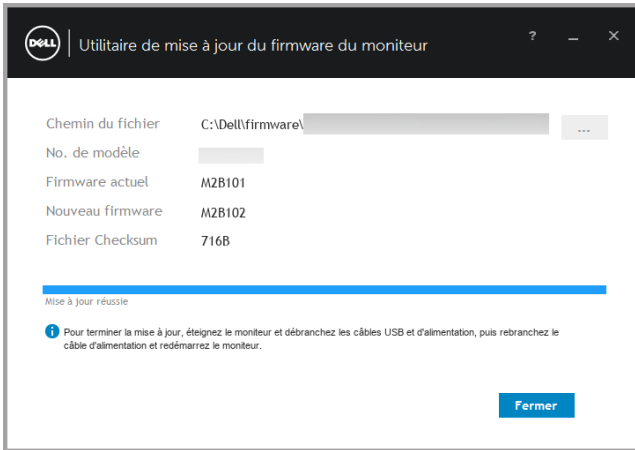 DELL Utilitaire de mise à jour du firmware du moniteur ?
Chemin du fichier C:\Dell\firmware\ ...
No. de modèle
Firmware actuel M2B101
Nouveau firmware M2B102
Fichier Checksum 716B
Mise à jour réussie
Pour terminer la mise à jour, éteignez le moniteur et débranchez les câbles USB et d'alimentation, puis rebranchez le
câble d'alimentation et redémarrez le moniteur.
Fermer